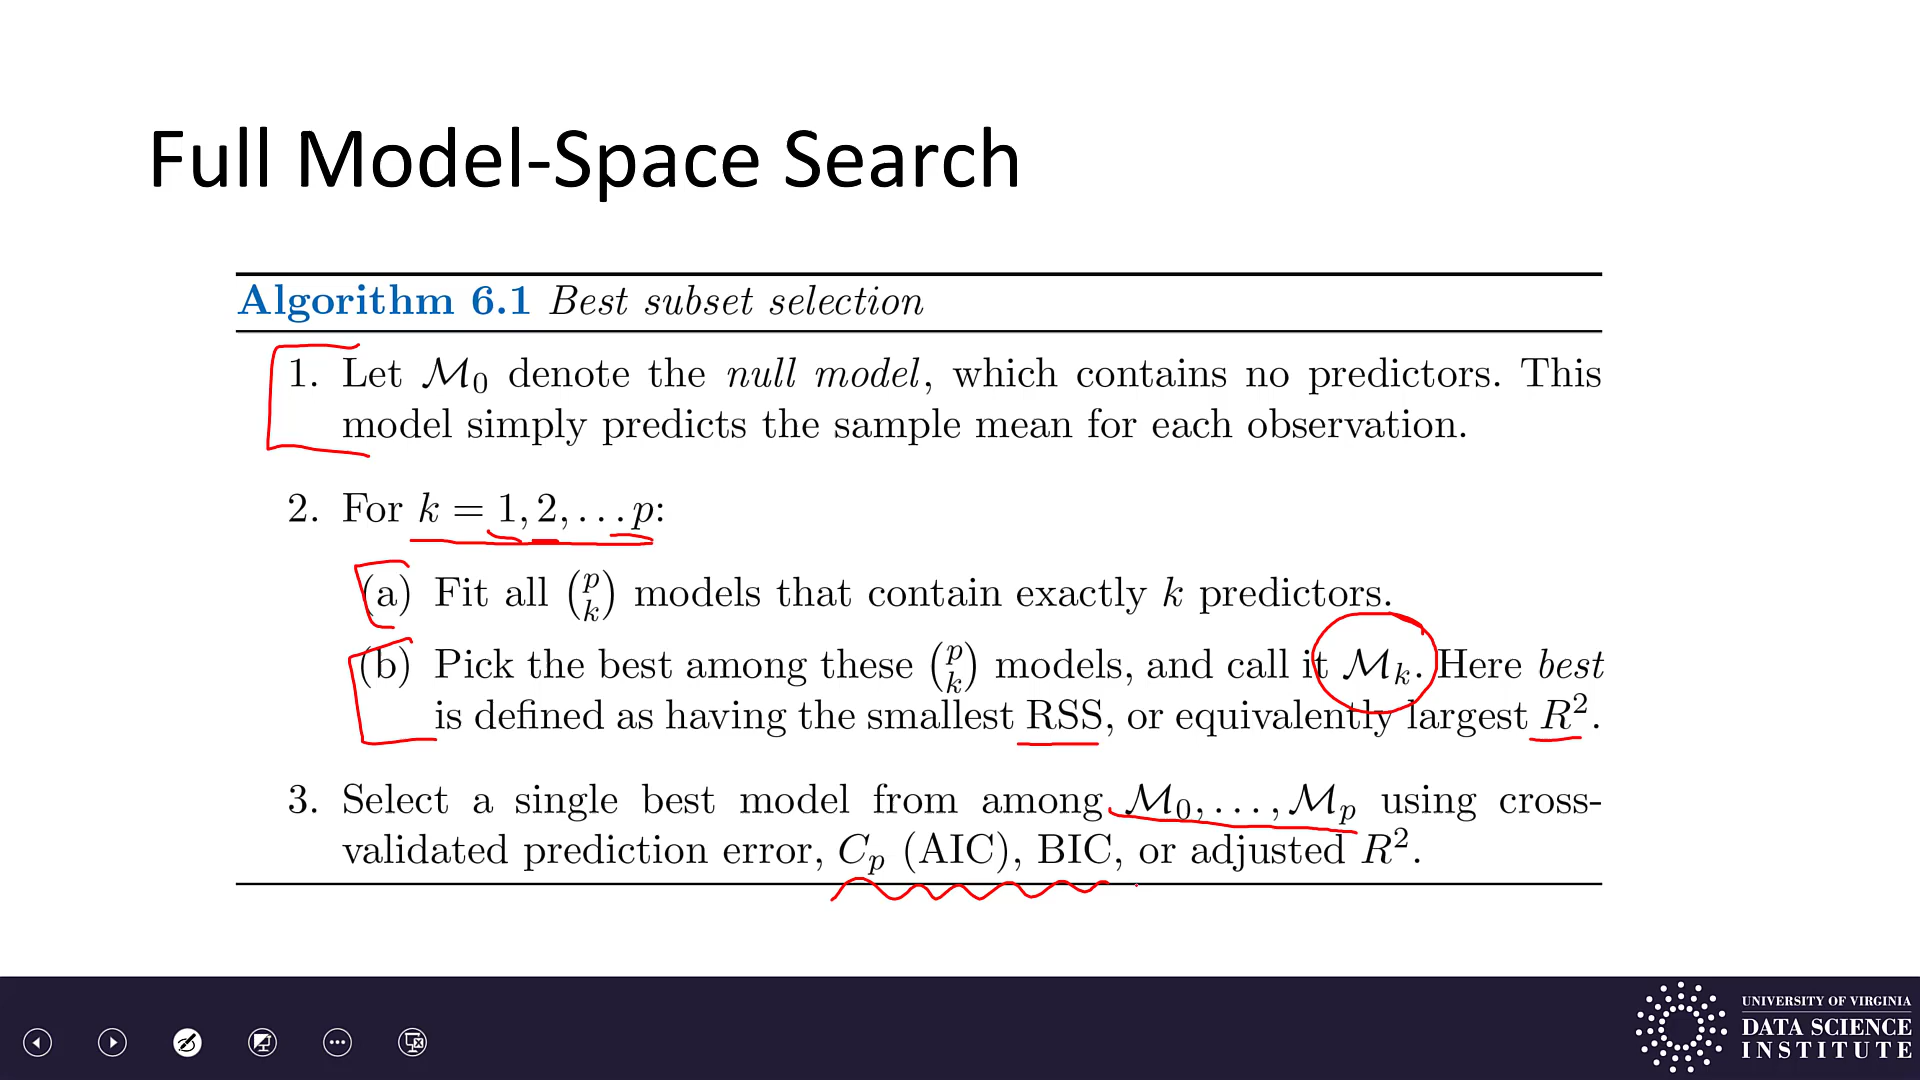 Full Model-Space Search
Algorithm 6.1 Best subset selection
1. Let ℳ₀ denote the null model, which contains no predictors. This
model simply predicts the sample mean for each observation.
2. For k = 1, 2, . . . p:
(a) Fit all (p k) models that contain exactly k predictors.
(b) Pick the best among these (p k) models, and call it ℳₖ. Here best
is defined as having the smallest RSS, or equivalently largest R².
3. Select a single best model from among ℳ₀, . . . , ℳₚ using cross-
validated prediction error, Cₚ (AIC), BIC, or adjusted R².
UNIVERSITY OF VIRGINIA
DATA SCIENCE
INSTITUTE